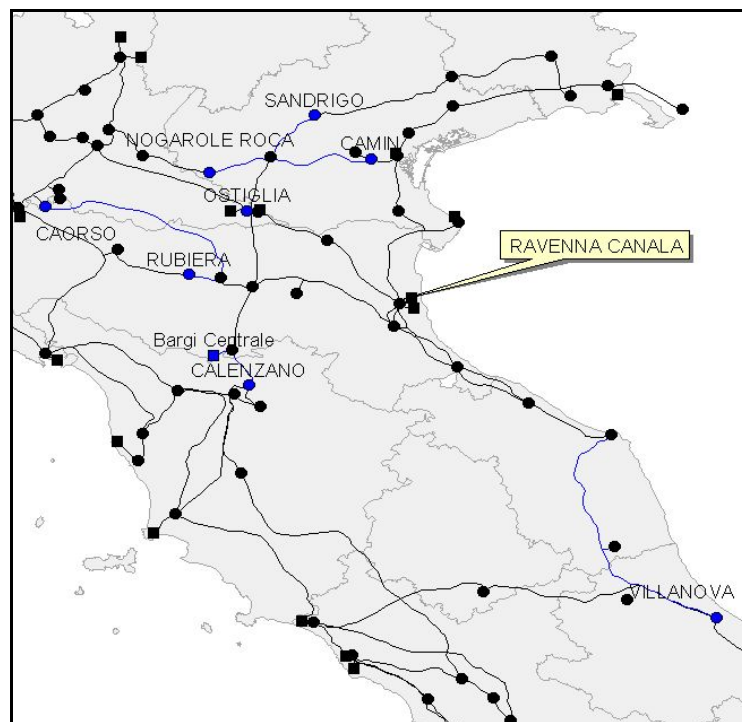 SANDRIGO
NOGAROLE ROCA
CAMIN
OSTIGLIA
CAORSO
RAVENNA CANALA
RUBIERA
Bargi Centrale
CALENZANO
VILLANOVA